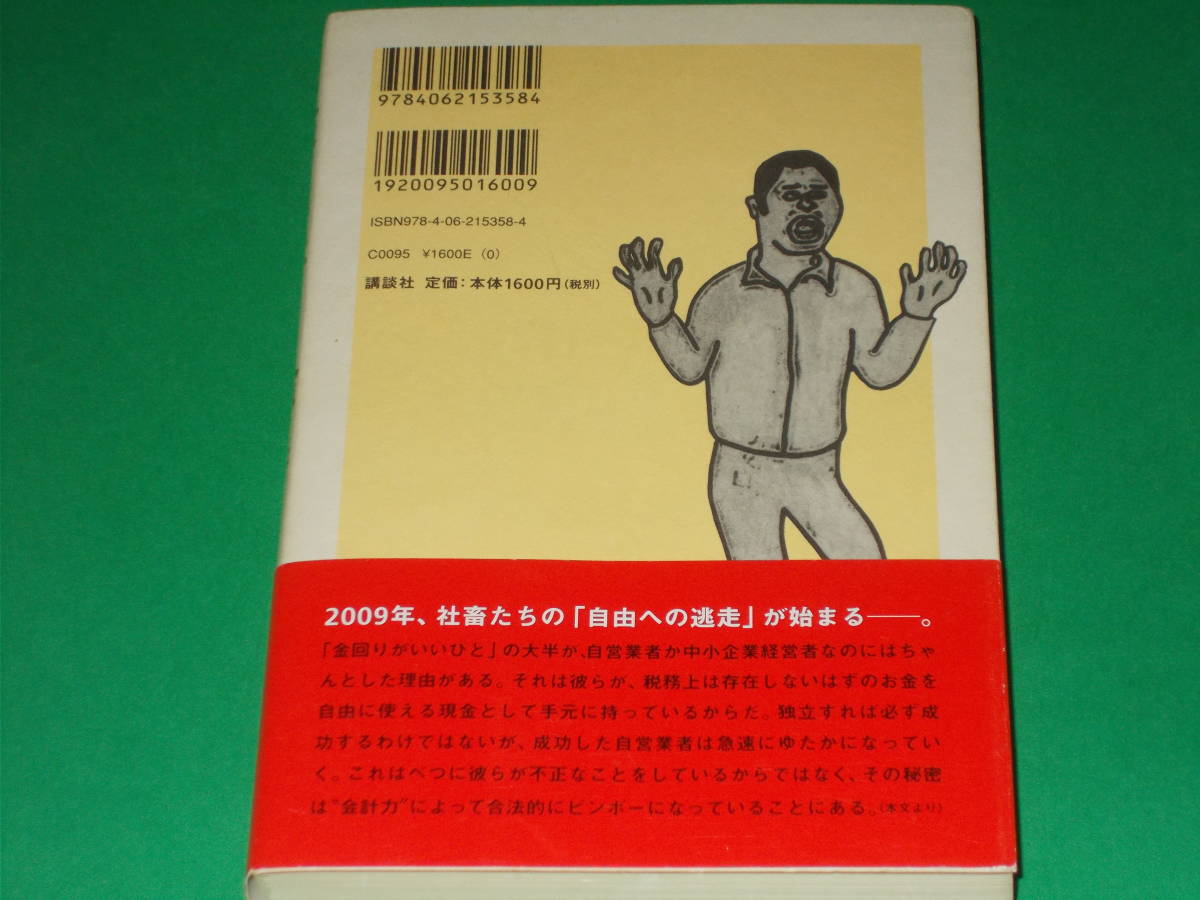 9784062153584
1920095016009
ISBN978-4-06-215358-4
C0095 ¥1600E (0)
講談社 定価：本体1600円（税別）
2009年、社畜たちの「自由への逃走」が始まる——。
「金回りがいいひと」の大半が、自営業者か中小企業経営者なのにはちゃ
んとした理由がある。それは彼らが、税務上は存在しないはずのお金を
自由に使える現金として手元に持っているからだ。独立すれば必ず成
功するわけではないが、成功した自営業者は急速にゆたかになってい
く。これはべつに彼らが不正なことをしているからではなく、その秘密
は"会計力"によって合法的にビンボーになっていることにある。（本文より）